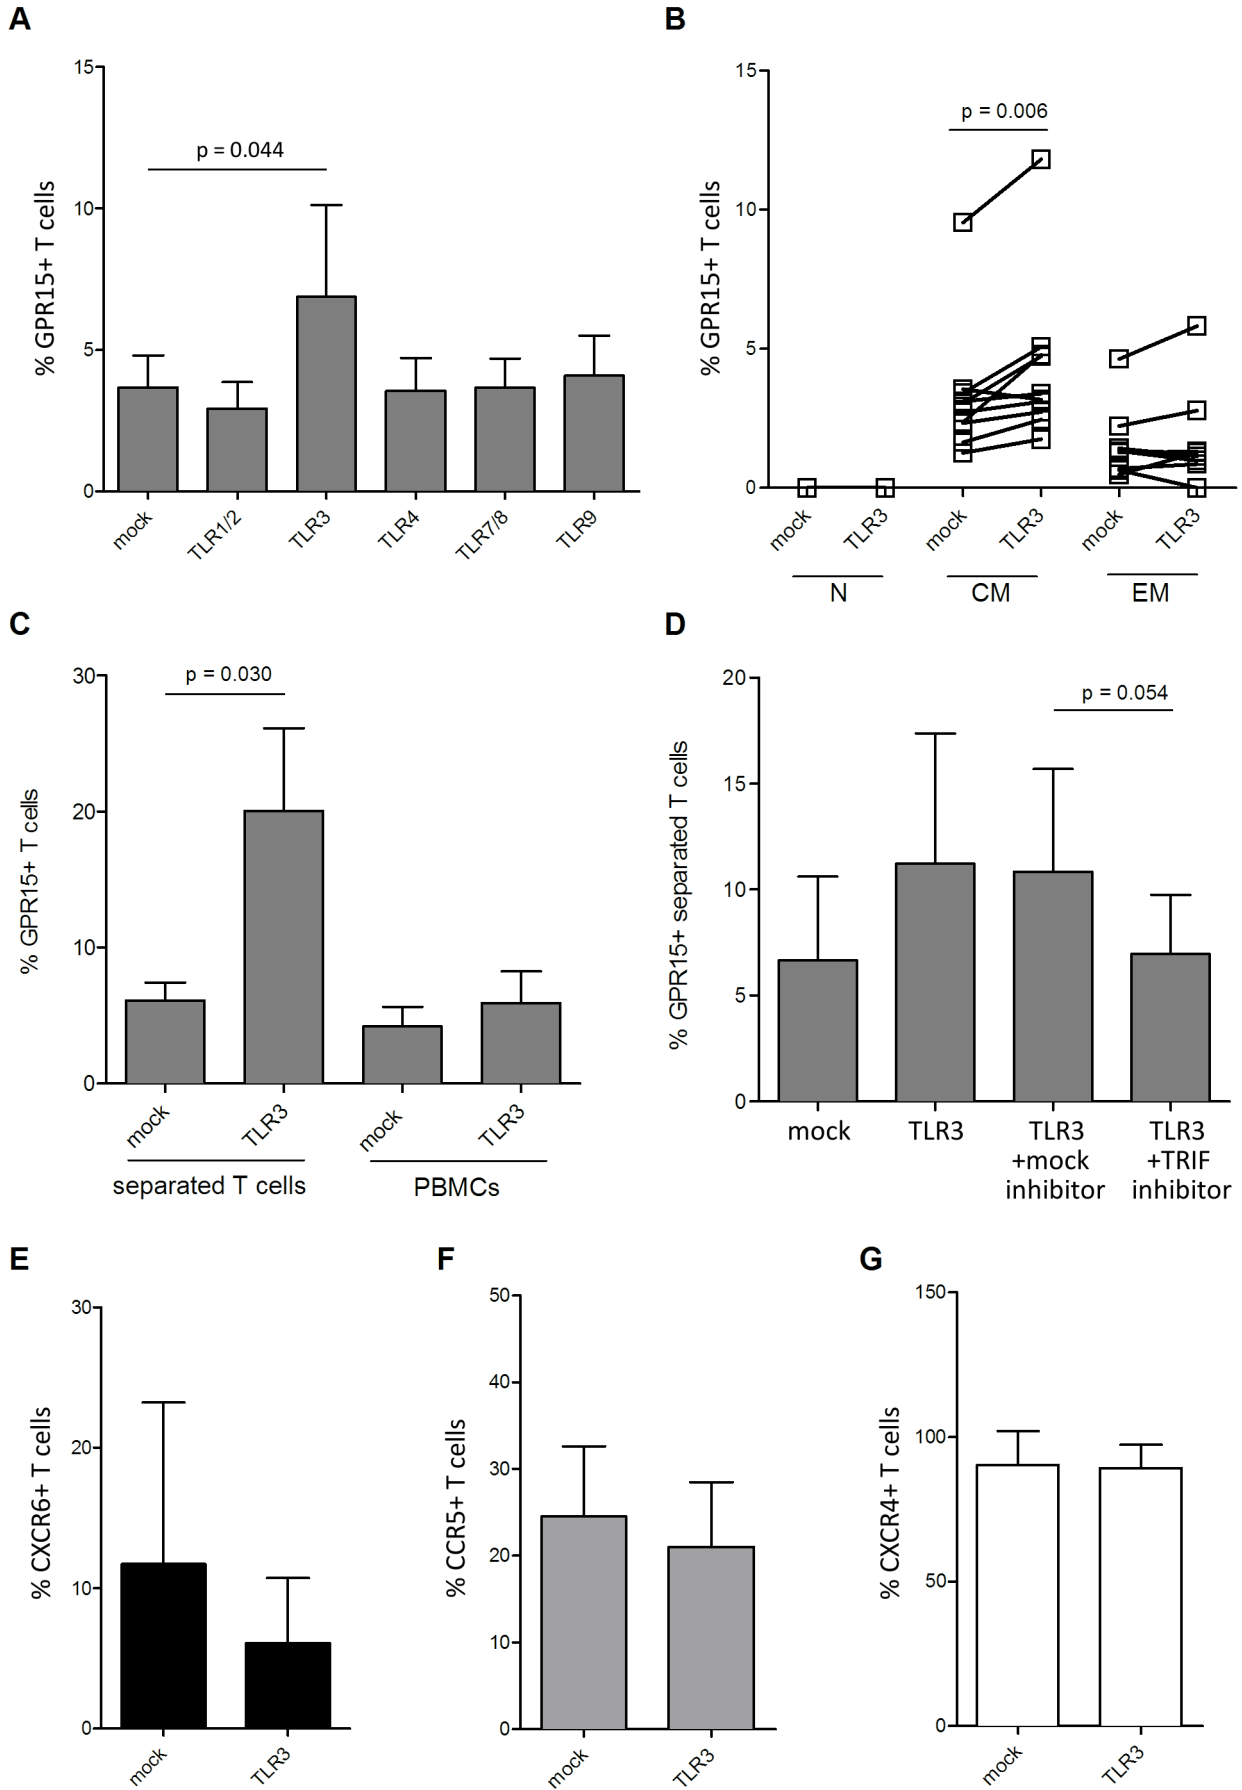 A
15
10
5
0
% GPR15+ T cells
p = 0.044
mock
TLR1/2
TLR3
TLR4
TLR7/8
TLR9
B
15
10
5
0
% GPR15+ T cells
p = 0.006
mock
TLR3
mock
TLR3
mock
TLR3
N
CM
EM
C
30
20
10
0
% GPR15+ T cells
p = 0.030
mock
TLR3
mock
TLR3
separated T cells
PBMCs
D
20
15
10
5
0
% GPR15+ separated T cells
p = 0.054
mock
TLR3
TLR3
+mock
inhibitor
TLR3
+TRIF
inhibitor
E
30
20
10
0
% CXCR6+ T cells
mock
TLR3
F
50
40
30
20
10
0
% CCR5+ T cells
mock
TLR3
G
150
100
50
0
% CXCR4+ T cells
mock
TLR3